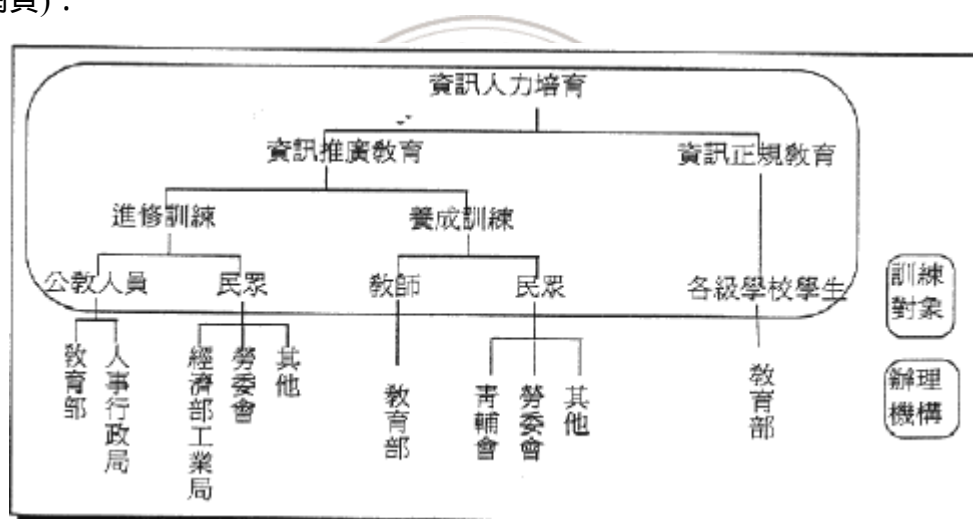 網頁)：
資訊人力培育
資訊推廣教育
資訊正規教育
進修訓練
養成訓練
公教人員
民眾
教師
民眾
各級學校學生
訓練
對象
教育部
人事行政局
經濟部工業局
勞委會
其他
教育部
青輔會
勞委會
其他
教育部
辦理
機構